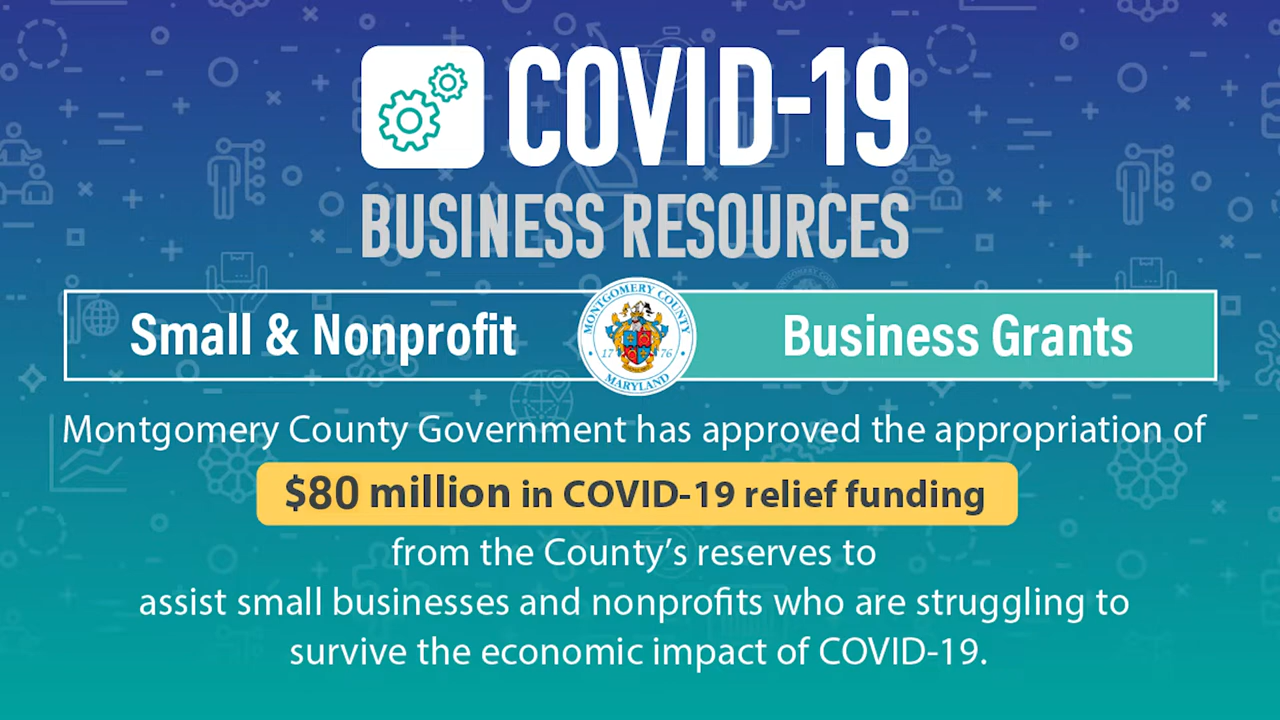 COVID-19
BUSINESS RESOURCES
Small & Nonprofit
MONTGOMERY COUNTY
17 76
MARYLAND
Business Grants
Montgomery County Government has approved the appropriation of
$80 million in COVID-19 relief funding
from the County’s reserves to
assist small businesses and nonprofits who are struggling to
survive the economic impact of COVID-19.